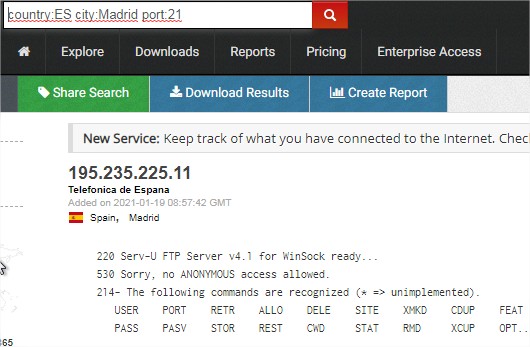 country:ES city:Madrid port:21
Explore Downloads Reports Pricing Enterprise Access
Share Search Download Results Create Report
New Service: Keep track of what you have connected to the Internet. Chec
195.235.225.11
Telefonica de Espana
Added on 2021-01-19 08:57:42 GMT
Spain, Madrid
220 Serv-U FTP Server v4.1 for WinSock ready...
530 Sorry, no ANONYMOUS access allowed.
214- The following commands are recognized (* => unimplemented).
USER PORT RETR ALLO DELE SITE XMKD CDUP FEAT
PASS PASV STOR REST CWD STAT RMD XCUP OPT..
365